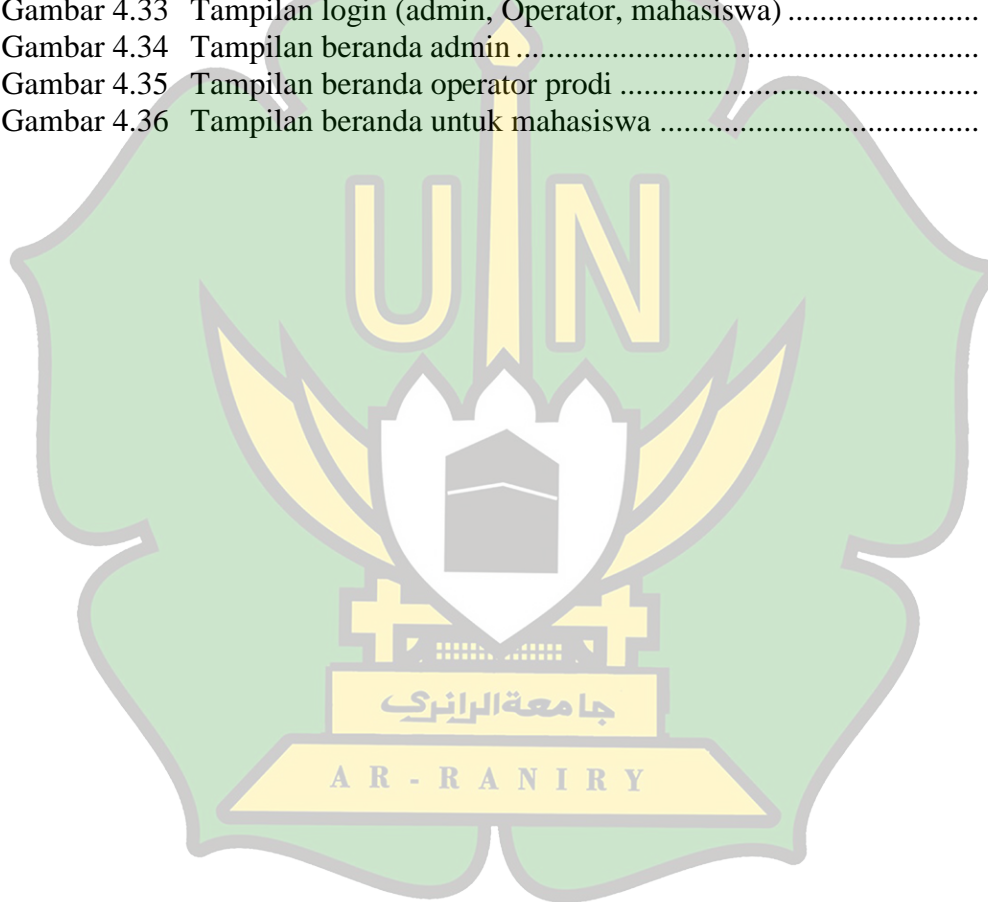 Gambar 4.33 Tampilan login (admin, Operator, mahasiswa) ........................
Gambar 4.34 Tampilan beranda admin ..........................................................
Gambar 4.35 Tampilan beranda operator prodi .............................................
Gambar 4.36 Tampilan beranda untuk mahasiswa ........................................
UIN
جامعة الرانري
AR-RANIRY